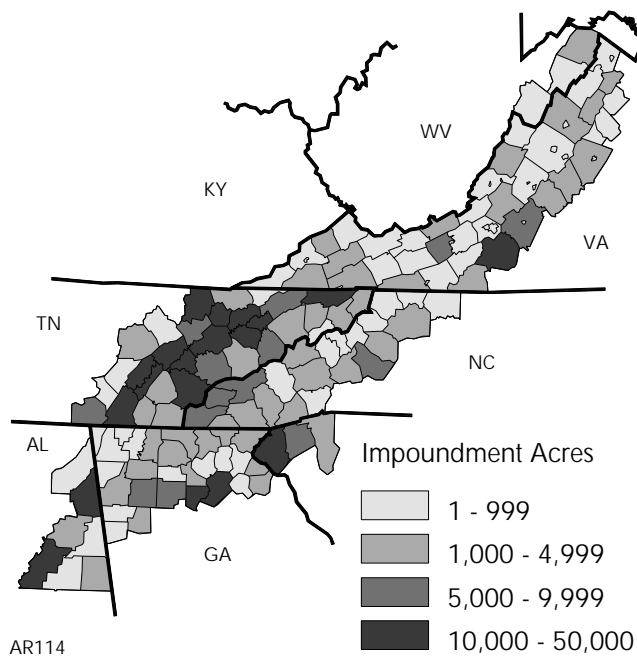 WV
KY
VA
TN
NC
AL
Impoundment Acres
1 - 999
1,000 - 4,999
GA
5,000 - 9,999
10,000 - 50,000
AR114